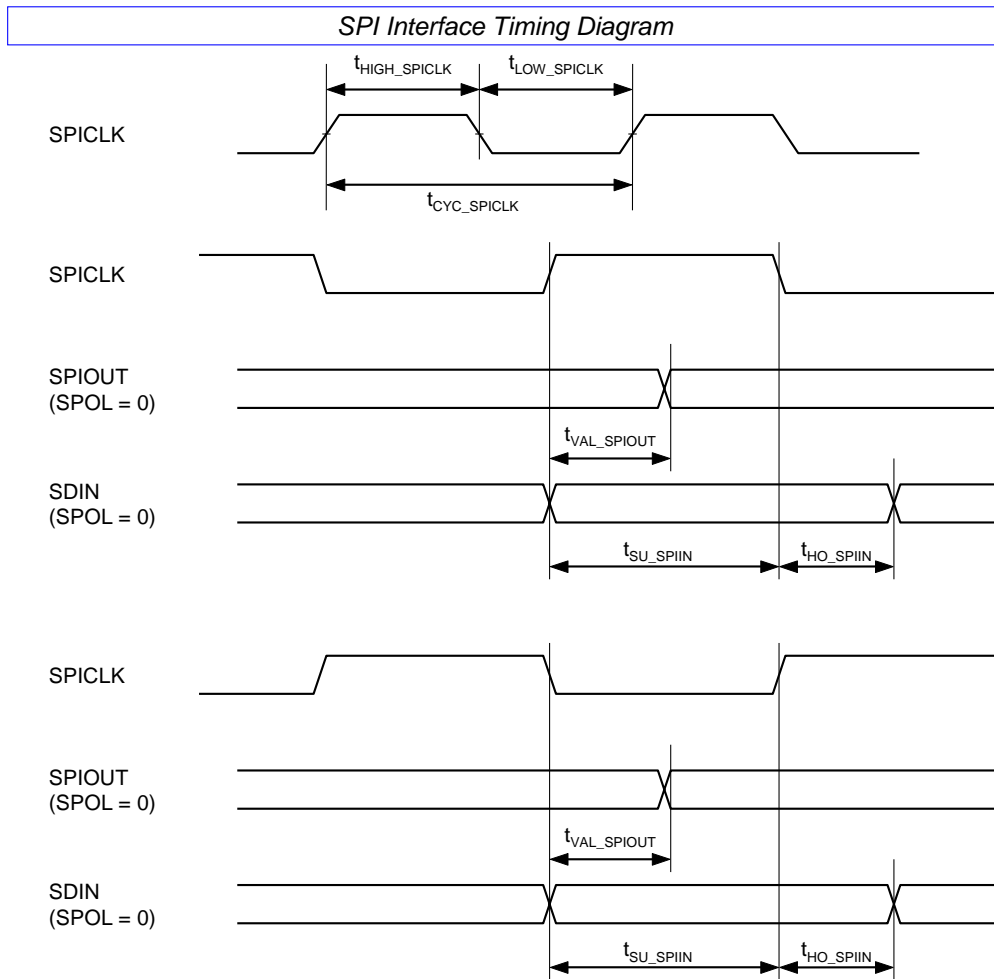 SPI Interface Timing Diagram
tHIGH_SPICLK tLOW_SPICLK
SPICLK
tCYC_SPICLK
SPICLK
SPIOUT
(SPOL = 0)
tVAL_SPIOUT
SDIN
(SPOL = 0)
tSU_SPIIN tHO_SPIIN
SPICLK
SPIOUT
(SPOL = 0)
tVAL_SPIOUT
SDIN
(SPOL = 0)
tSU_SPIIN tHO_SPIIN